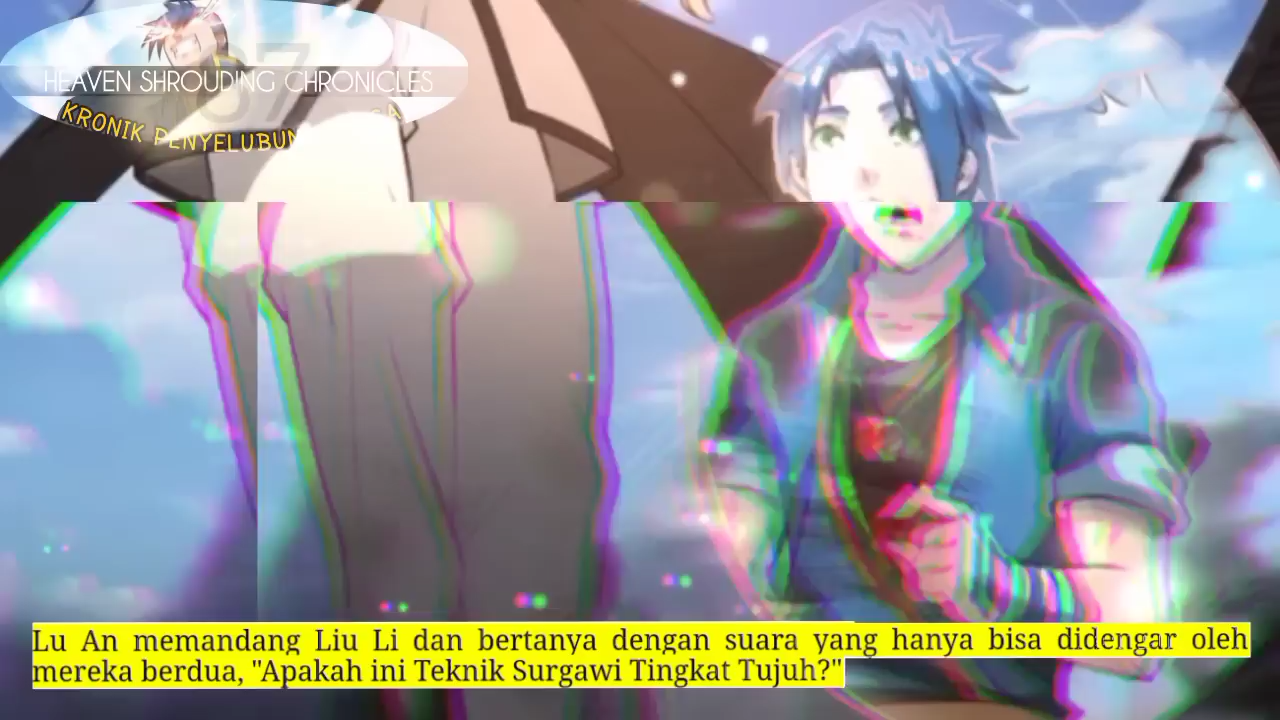 37
HEAVEN SHROUDING CHRONICLES
KRONIK PENYELUBUN
Lu An memandang Liu Li dan bertanya dengan suara yang hanya bisa didengar oleh
mereka berdua, "Apakah ini Teknik Surgawi Tingkat Tujuh?"